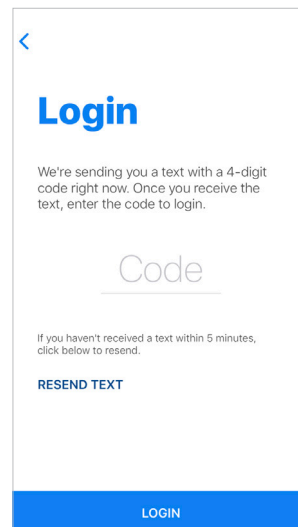 Login
We're sending you a text with a 4-digit
code right now. Once you receive the
text, enter the code to login.
Code
If you haven't received a text within 5 minutes,
click below to resend.
RESEND TEXT
LOGIN